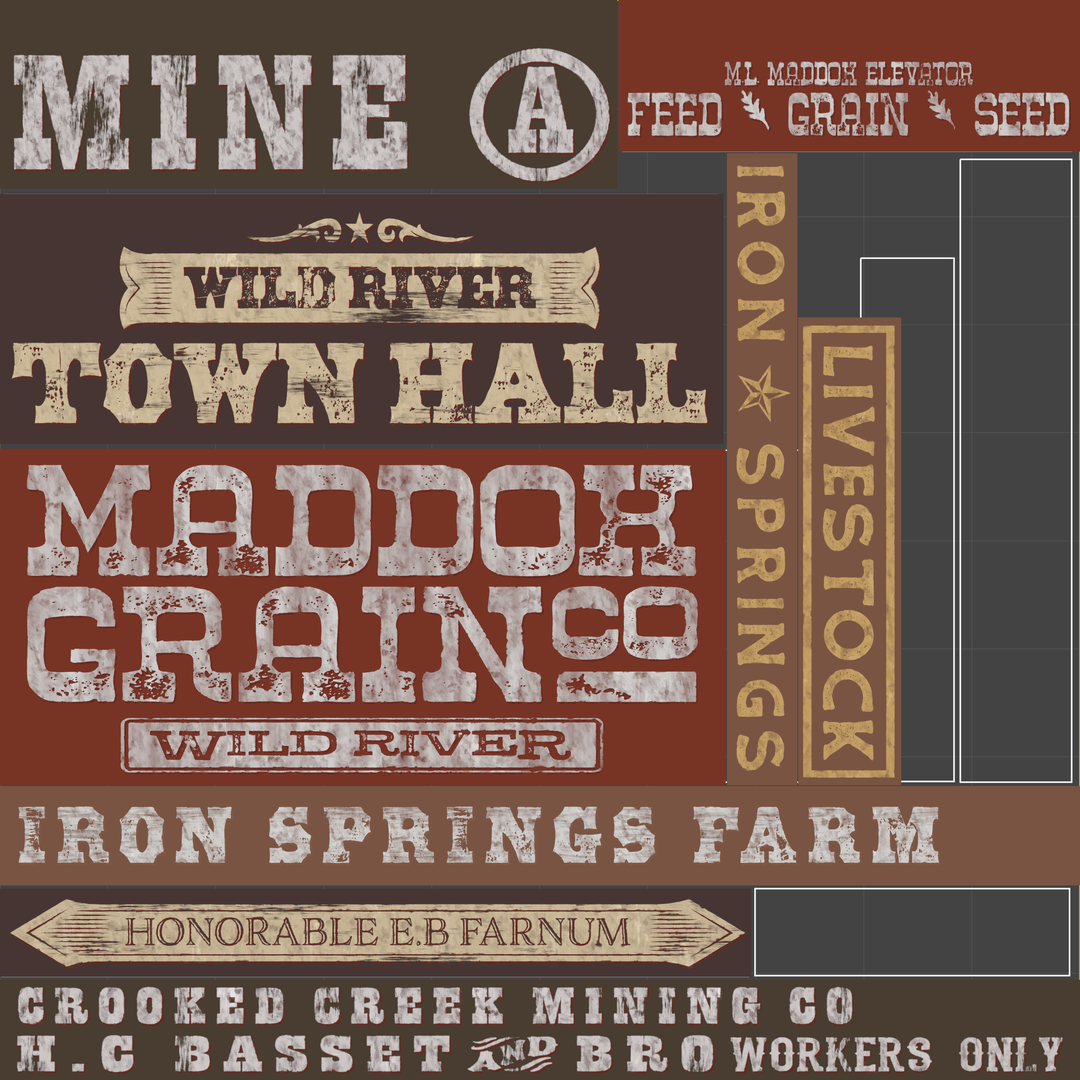 MINE A
M.L. MADDOX ELEVATOR
FEED GRAIN SEED
WILD RIVER
TOWN HALL
IRON SPRINGS
LIVESTOCK
MADDOX
GRAIN CO
WILD RIVER
IRON SPRINGS FARM
HONORABLE E.B FARNUM
CROOKED CREEK MINING CO
H.C BASSET AND BRO WORKERS ONLY